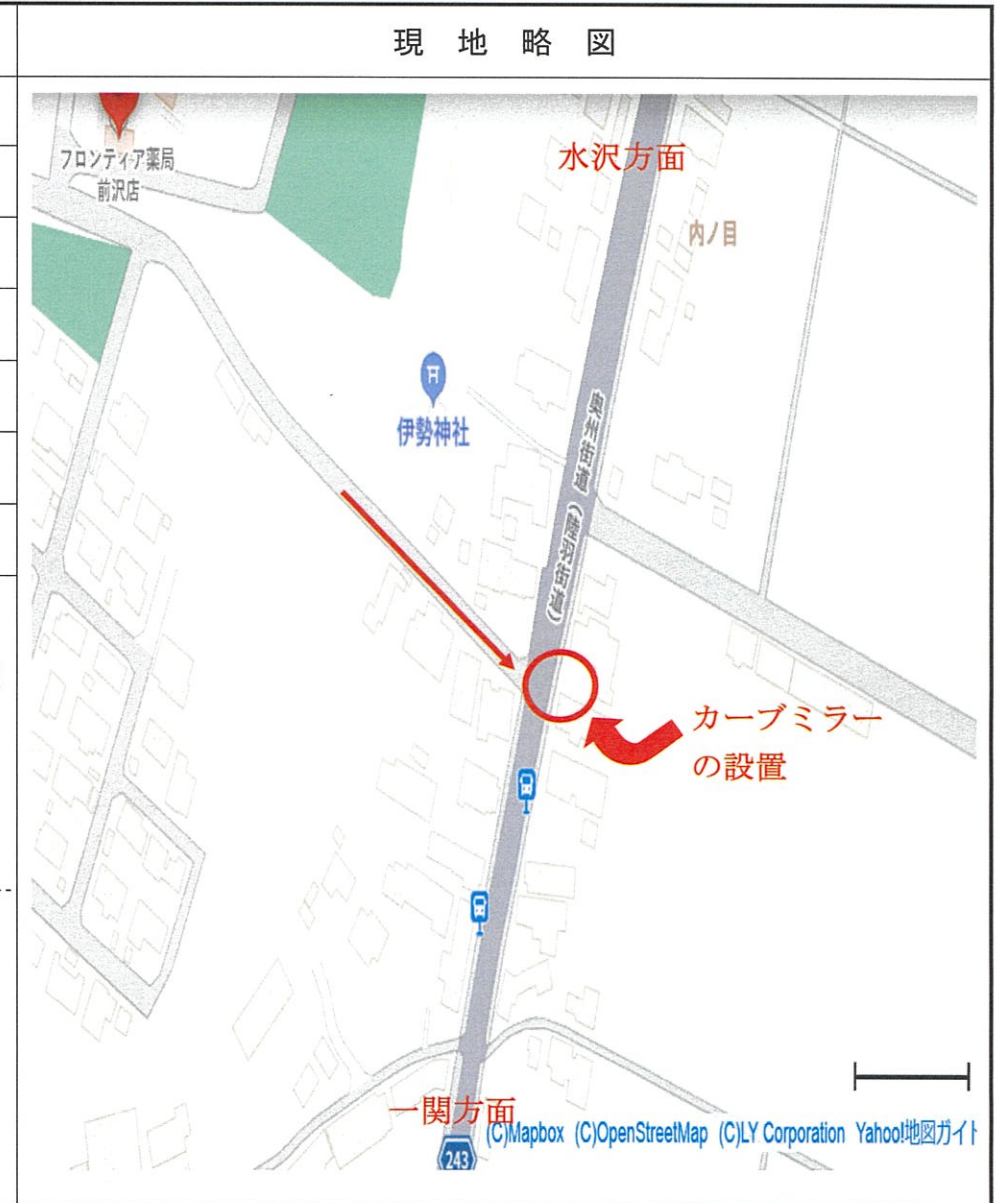 現地略図
フロンティア薬局
前沢店
水沢方面
内ノ目
伊勢神社
奥州街道（陸羽街道）
カーブミラー
の設置
一関方面
243
(C)Mapbox (C)OpenStreetMap (C)LY Corporation Yahoo!地図ガイド